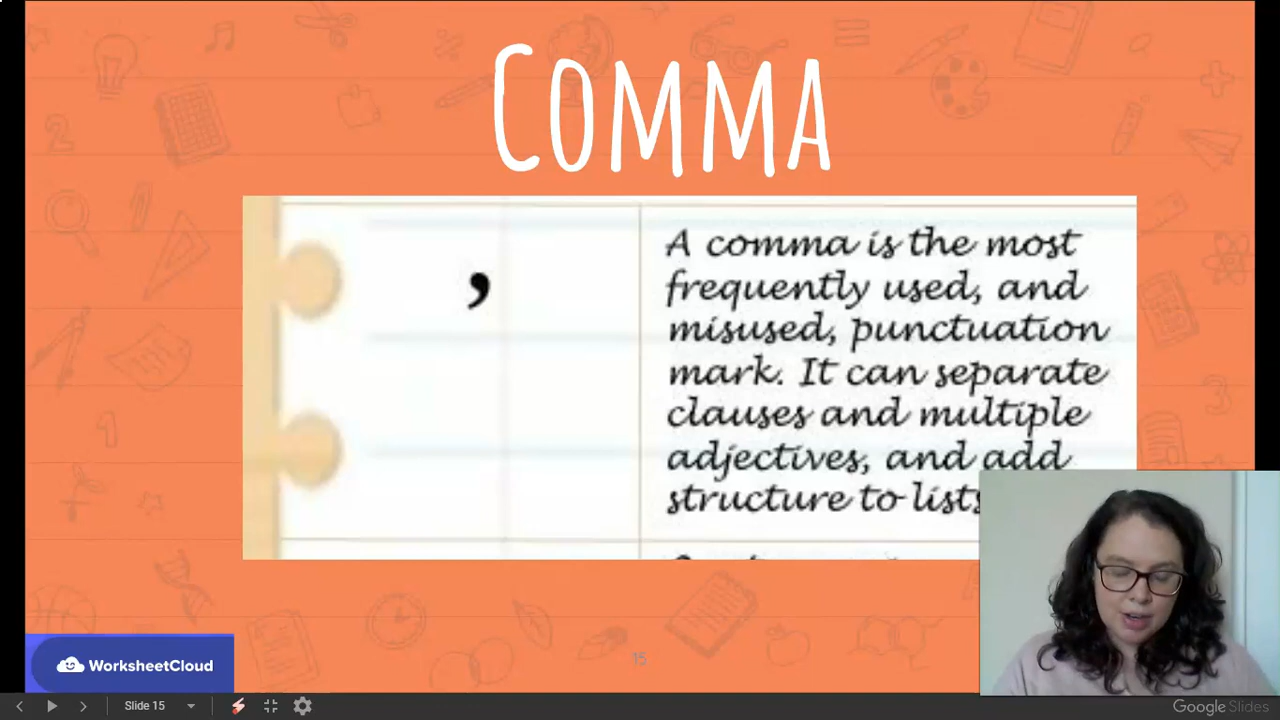 COMMA
,
A comma is the most
frequently used, and
misused, punctuation
mark. It can separate
clauses and multiple
adjectives, and add
structure to lists
WorksheetCloud
15
Slide 15
Google Slides